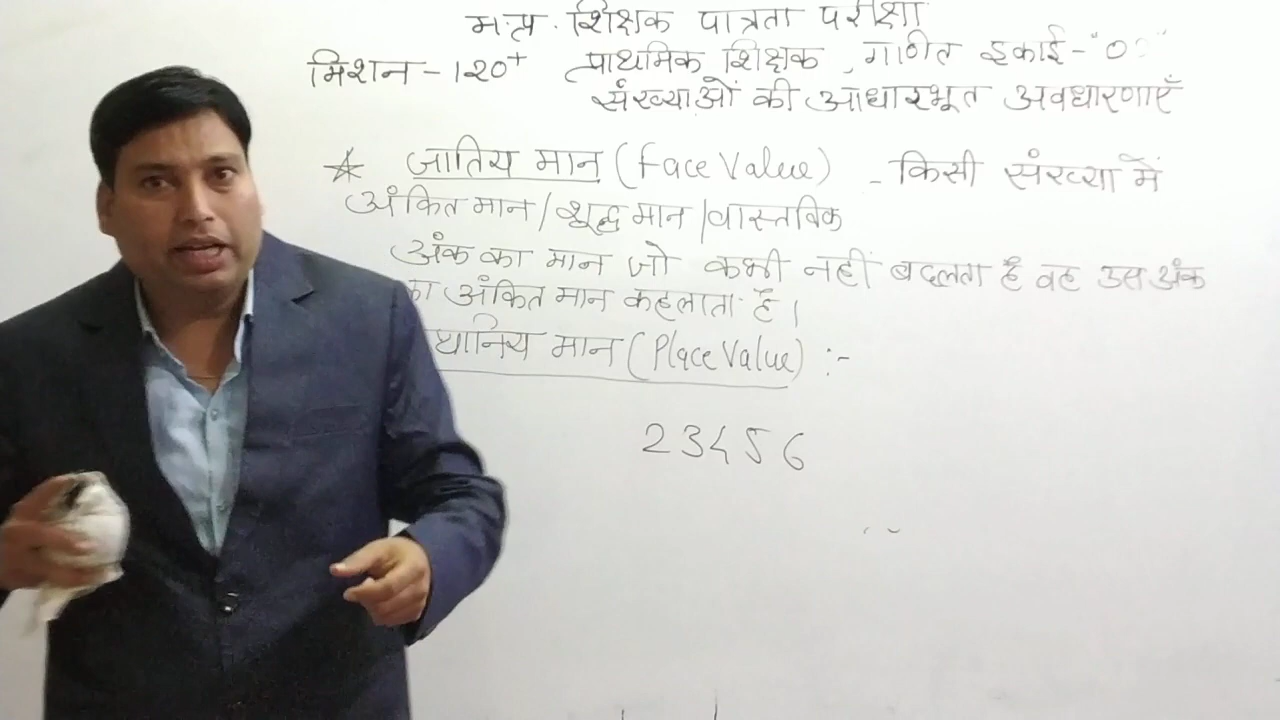 म.प्र. शिक्षक पात्रता परीक्षा
मिशन - 120+ प्राथमिक शिक्षक, गणित इकाई - "0
संख्याओं की आधारभूत अवधारणाएँ
* जातिय मान (Face Value) - किसी संख्या में
अंकित मान / शुद्ध मान / वास्तविक
अंक का मान जो कभी नहीं बदलता है वह उस अंक
का अंकित मान कहलाता है।
थानिय मान (Place Value) :-
23456